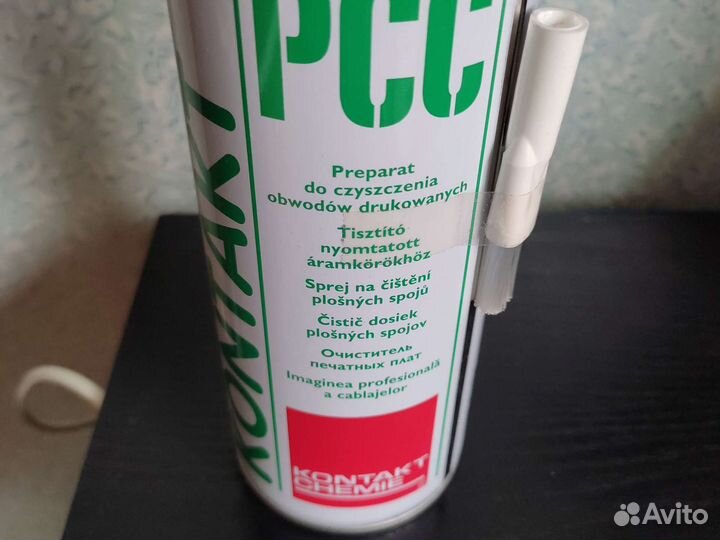 PCC
KONTAKT
Preparat
do czyszczenia
obwodów drukowanych
Tisztító
nyomtatott
áramkörökhöz
Sprej na čištění
plošných spojů
Čistič dosiek
plošných spojov
Очиститель
печатных плат
Imaginea profesională
a cablajelor
KONTAKT
CHEMIE
Avito